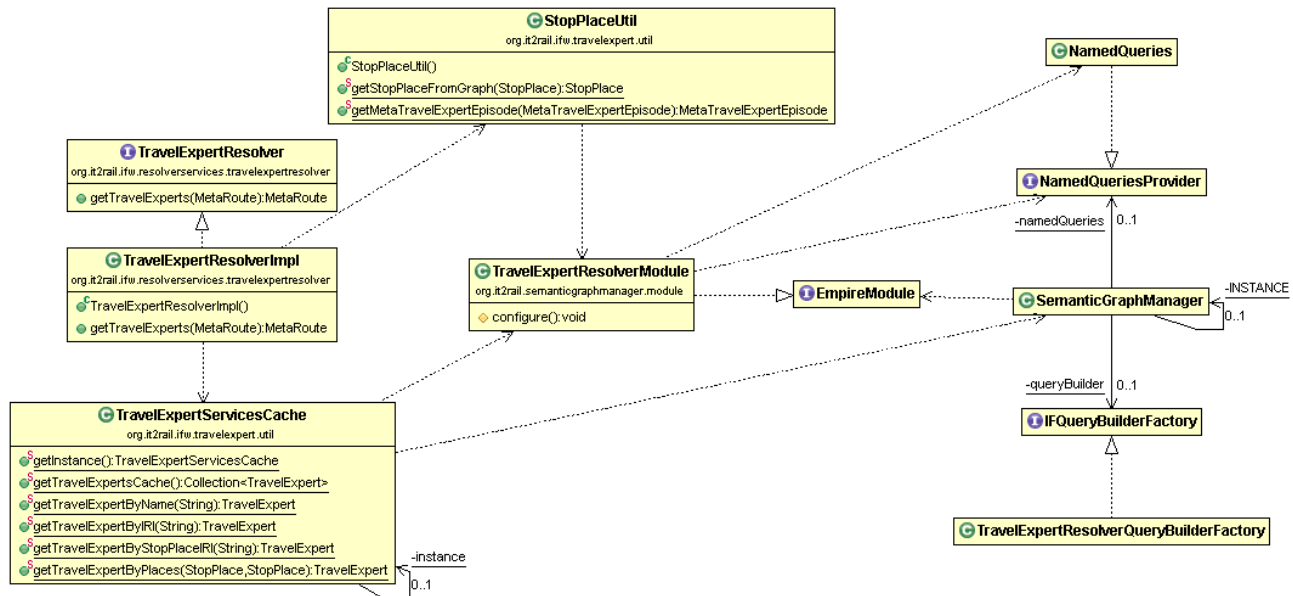 StopPlaceUtil
org.it2rail.ifw.travelexpert.util
StopPlaceUtil()
getStopPlaceFromGraph(StopPlace):StopPlace
getMetaTravelExpertEpisode(MetaTravelExpertEpisode):MetaTravelExpertEpisode
NamedQueries
TravelExpertResolver
org.it2rail.ifw.resolverservices.travelexpertresolver
getTravelExperts(MetaRoute):MetaRoute
NamedQueriesProvider
-namedQueries
0..1
TravelExpertResolverImpl
org.it2rail.ifw.resolverservices.travelexpertresolver
TravelExpertResolverImpl()
getTravelExperts(MetaRoute):MetaRoute
TravelExpertResolverModule
org.it2rail.semanticgraphmanager.module
configure():void
EmpireModule
SemanticGraphManager
-INSTANCE
0..1
-queryBuilder
0..1
IFQueryBuilderFactory
TravelExpertResolverQueryBuilderFactory
TravelExpertServicesCache
org.it2rail.ifw.travelexpert.util
getInstance():TravelExpertServicesCache
getTravelExpertsCache():Collection<TravelExpert>
getTravelExpertByName(String):TravelExpert
getTravelExpertByIRI(String):TravelExpert
getTravelExpertByStopPlaceIRI(String):TravelExpert
getTravelExpertByPlaces(StopPlace,StopPlace):TravelExpert
-instance
0..1